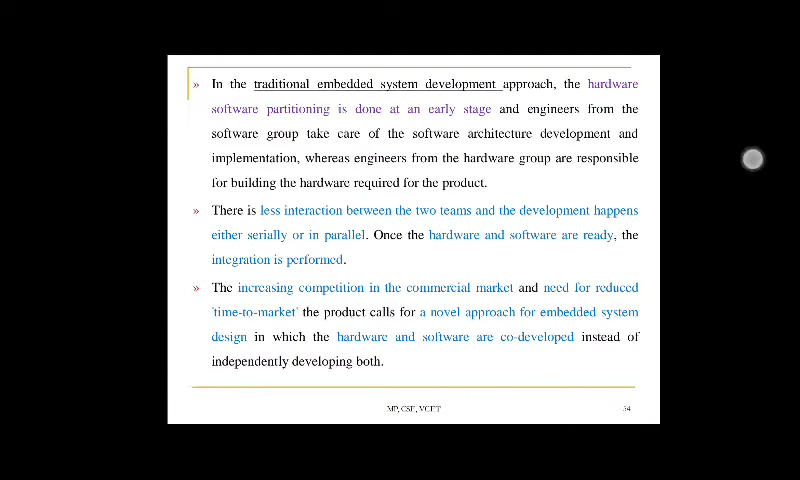 » In the traditional embedded system development approach, the hardware
software partitioning is done at an early stage and engineers from the
software group take care of the software architecture development and
implementation, whereas engineers from the hardware group are responsible
for building the hardware required for the product.
» There is less interaction between the two teams and the development happens
either serially or in parallel. Once the hardware and software are ready, the
integration is performed.
» The increasing competition in the commercial market and need for reduced
'time-to-market' the product calls for a novel approach for embedded system
design in which the hardware and software are co-developed instead of
independently developing both.
MP, CSE, VCET
54